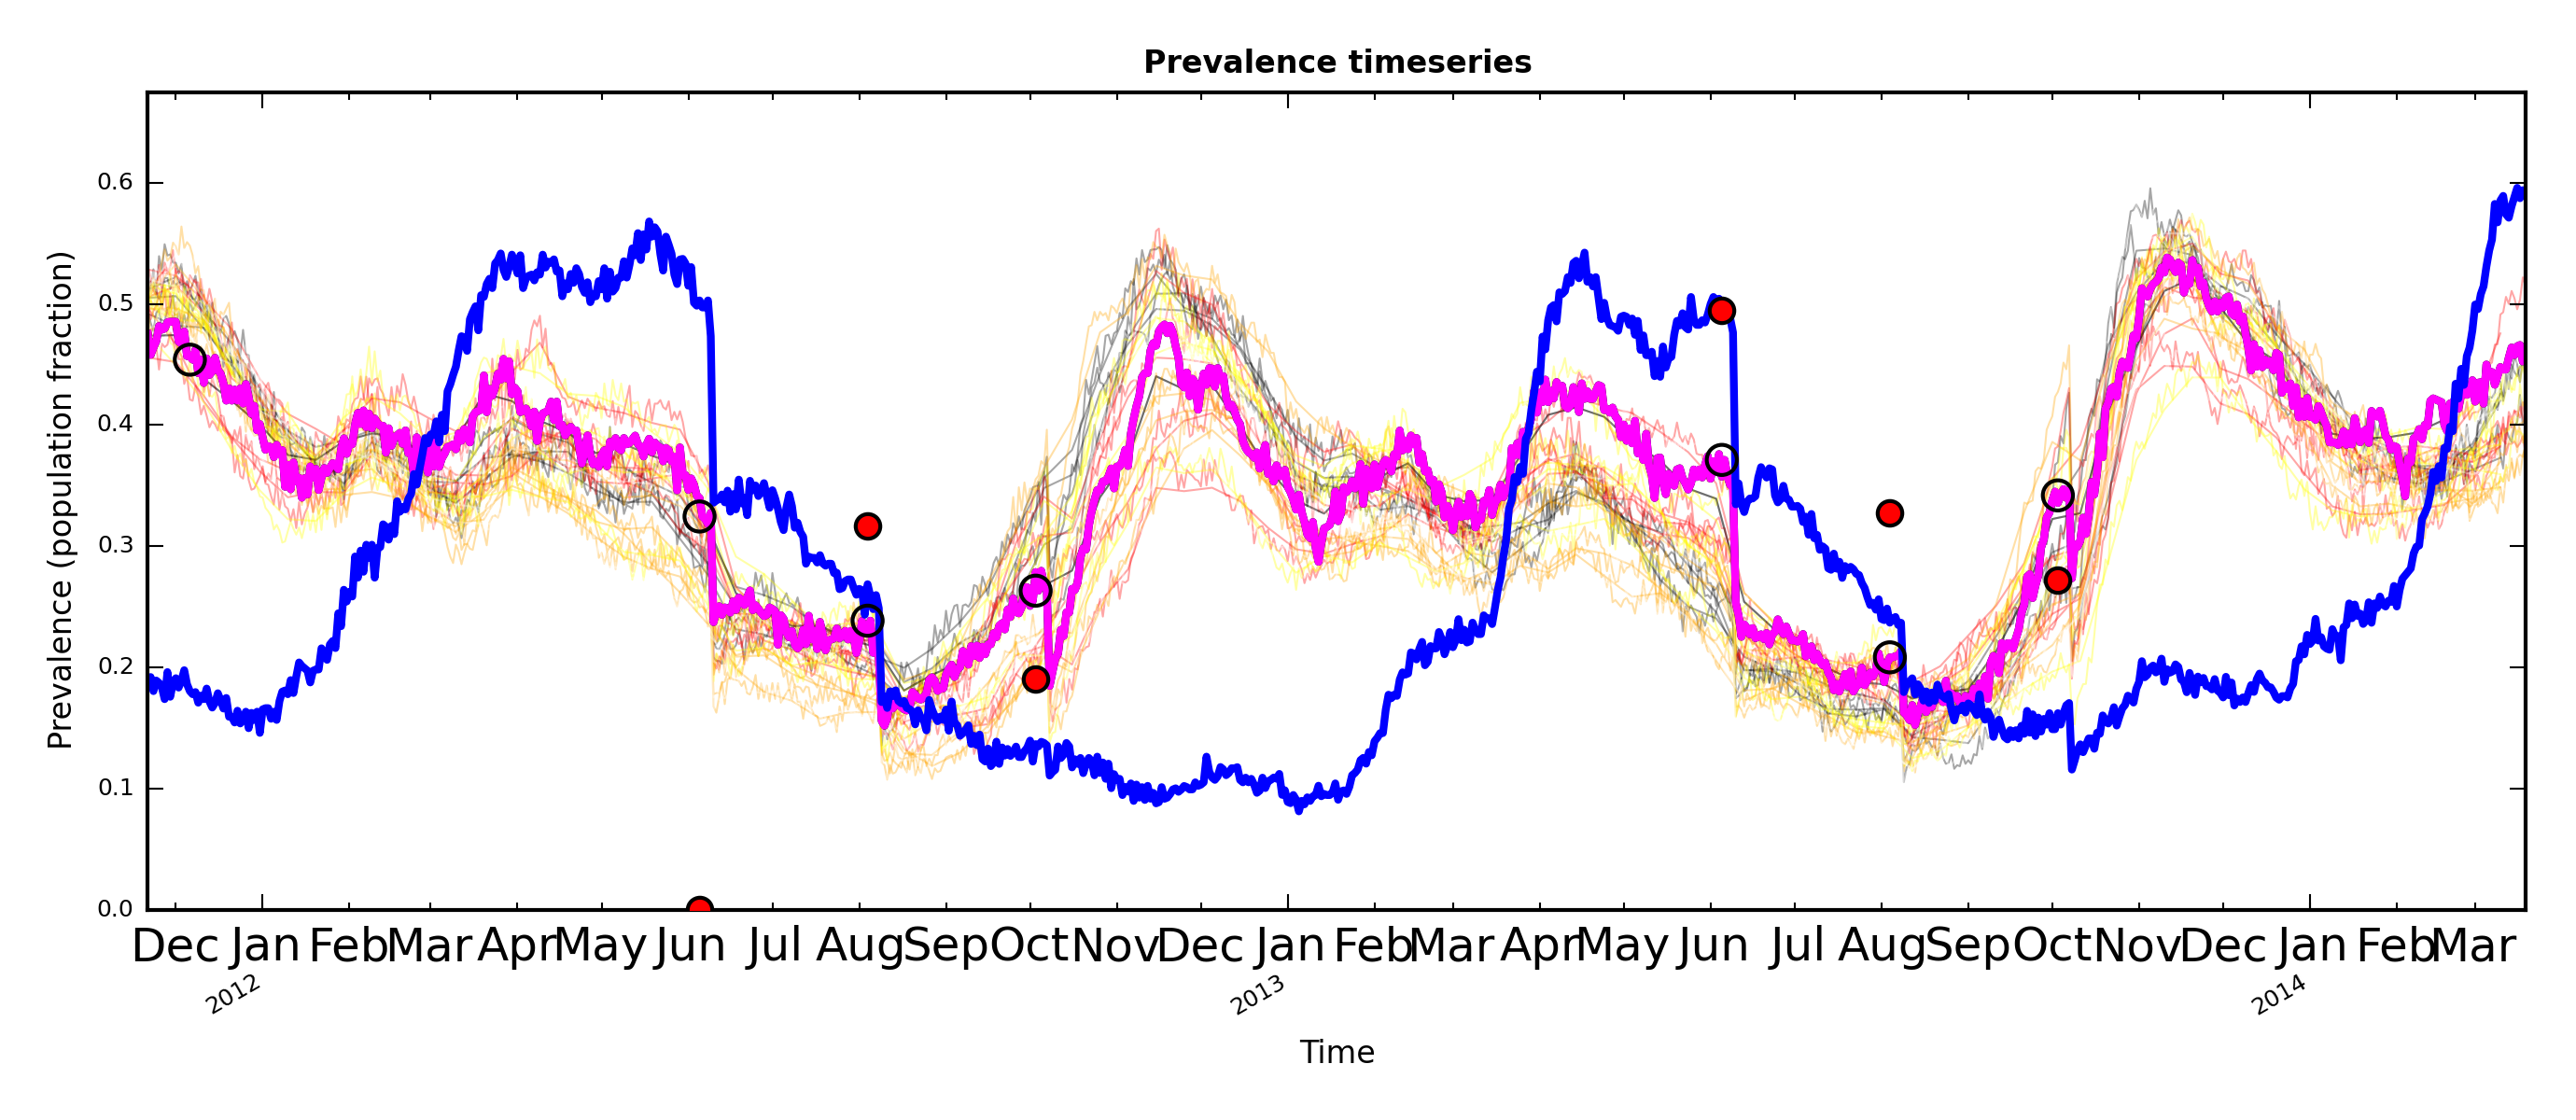 Prevalence timeseries
Prevalence (population fraction)
0.6
0.5
0.4
0.3
0.2
0.1
0.0
Dec Jan Feb Mar Apr May Jun Jul Aug Sep Oct Nov Dec Jan Feb Mar Apr May Jun Jul Aug Sep Oct Nov Dec Jan Feb Mar
2012 2013 2014
Time